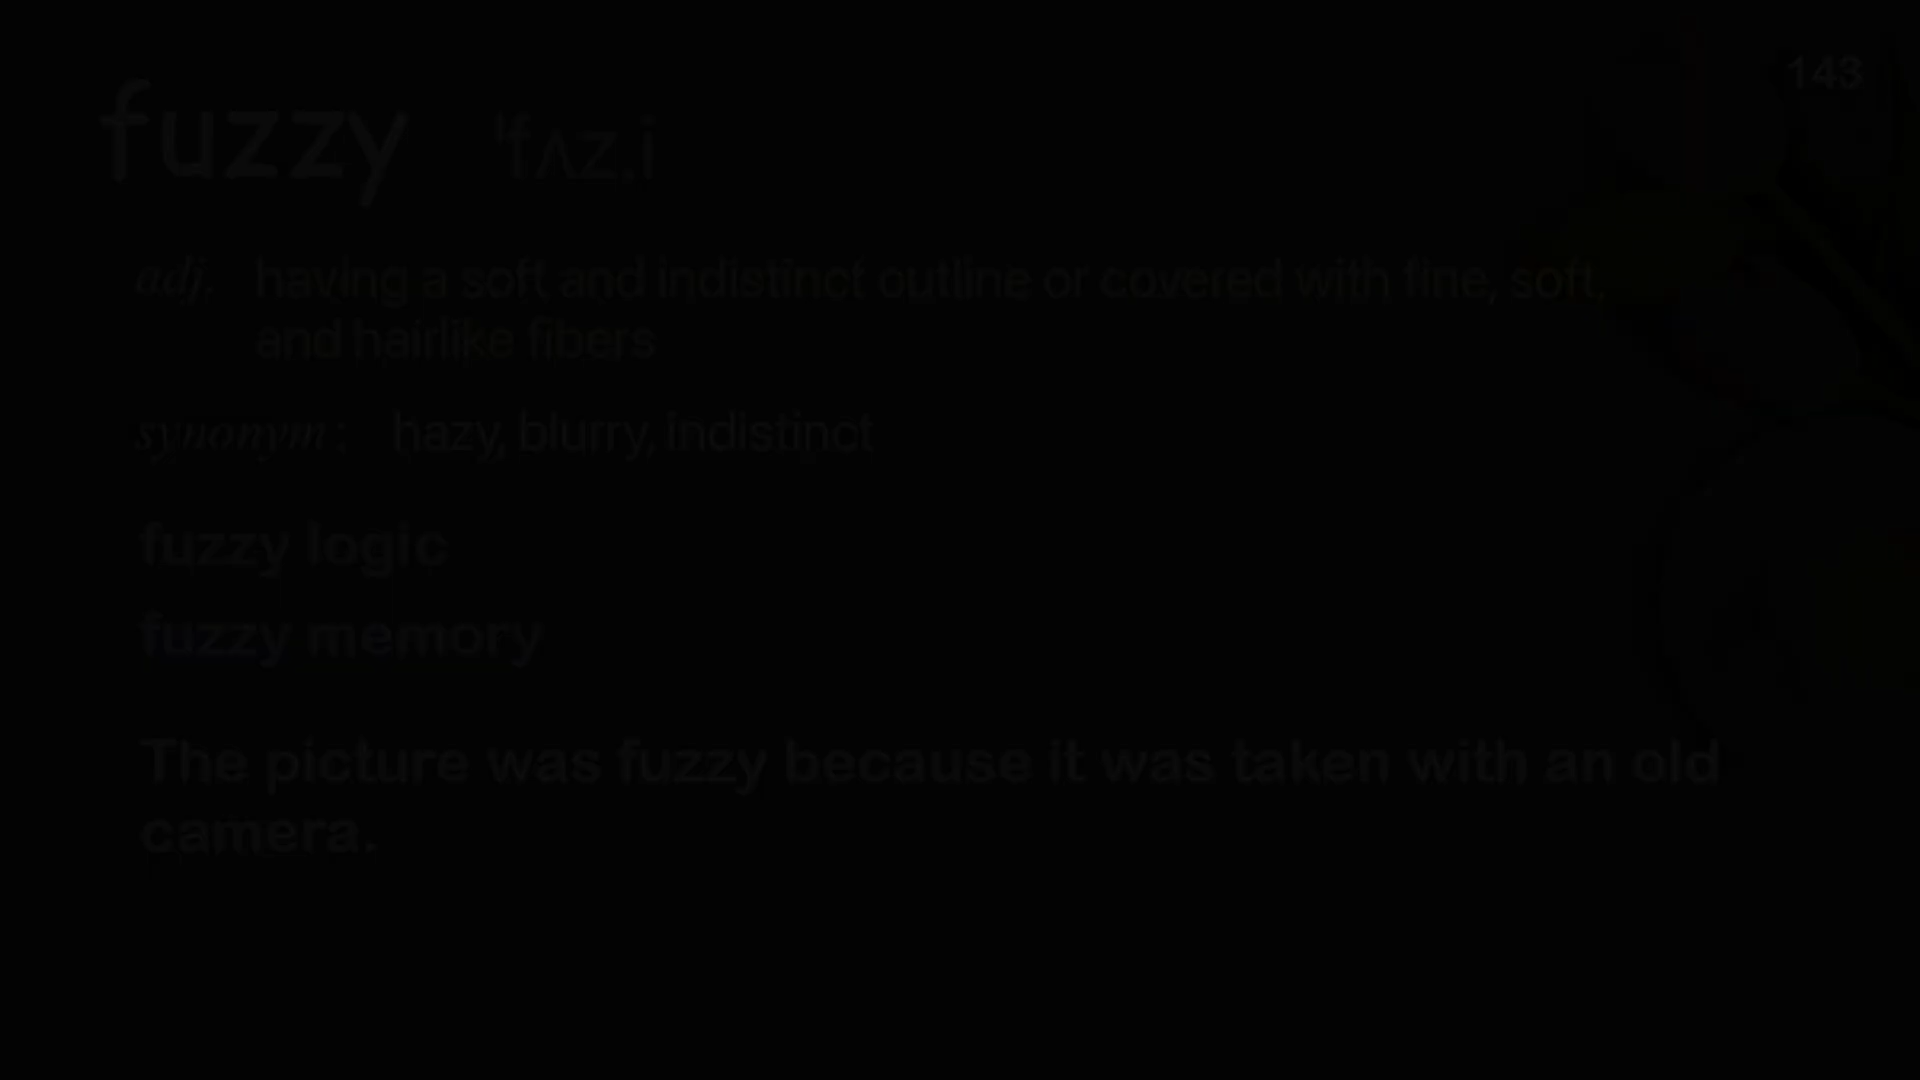 143
fuzzy ˈfʌz.i
adj. having a soft and indistinct outline or covered with fine, soft,
and hairlike fibers
synonym : hazy, blurry, indistinct
fuzzy logic
fuzzy memory
The picture was fuzzy because it was taken with an old
camera.